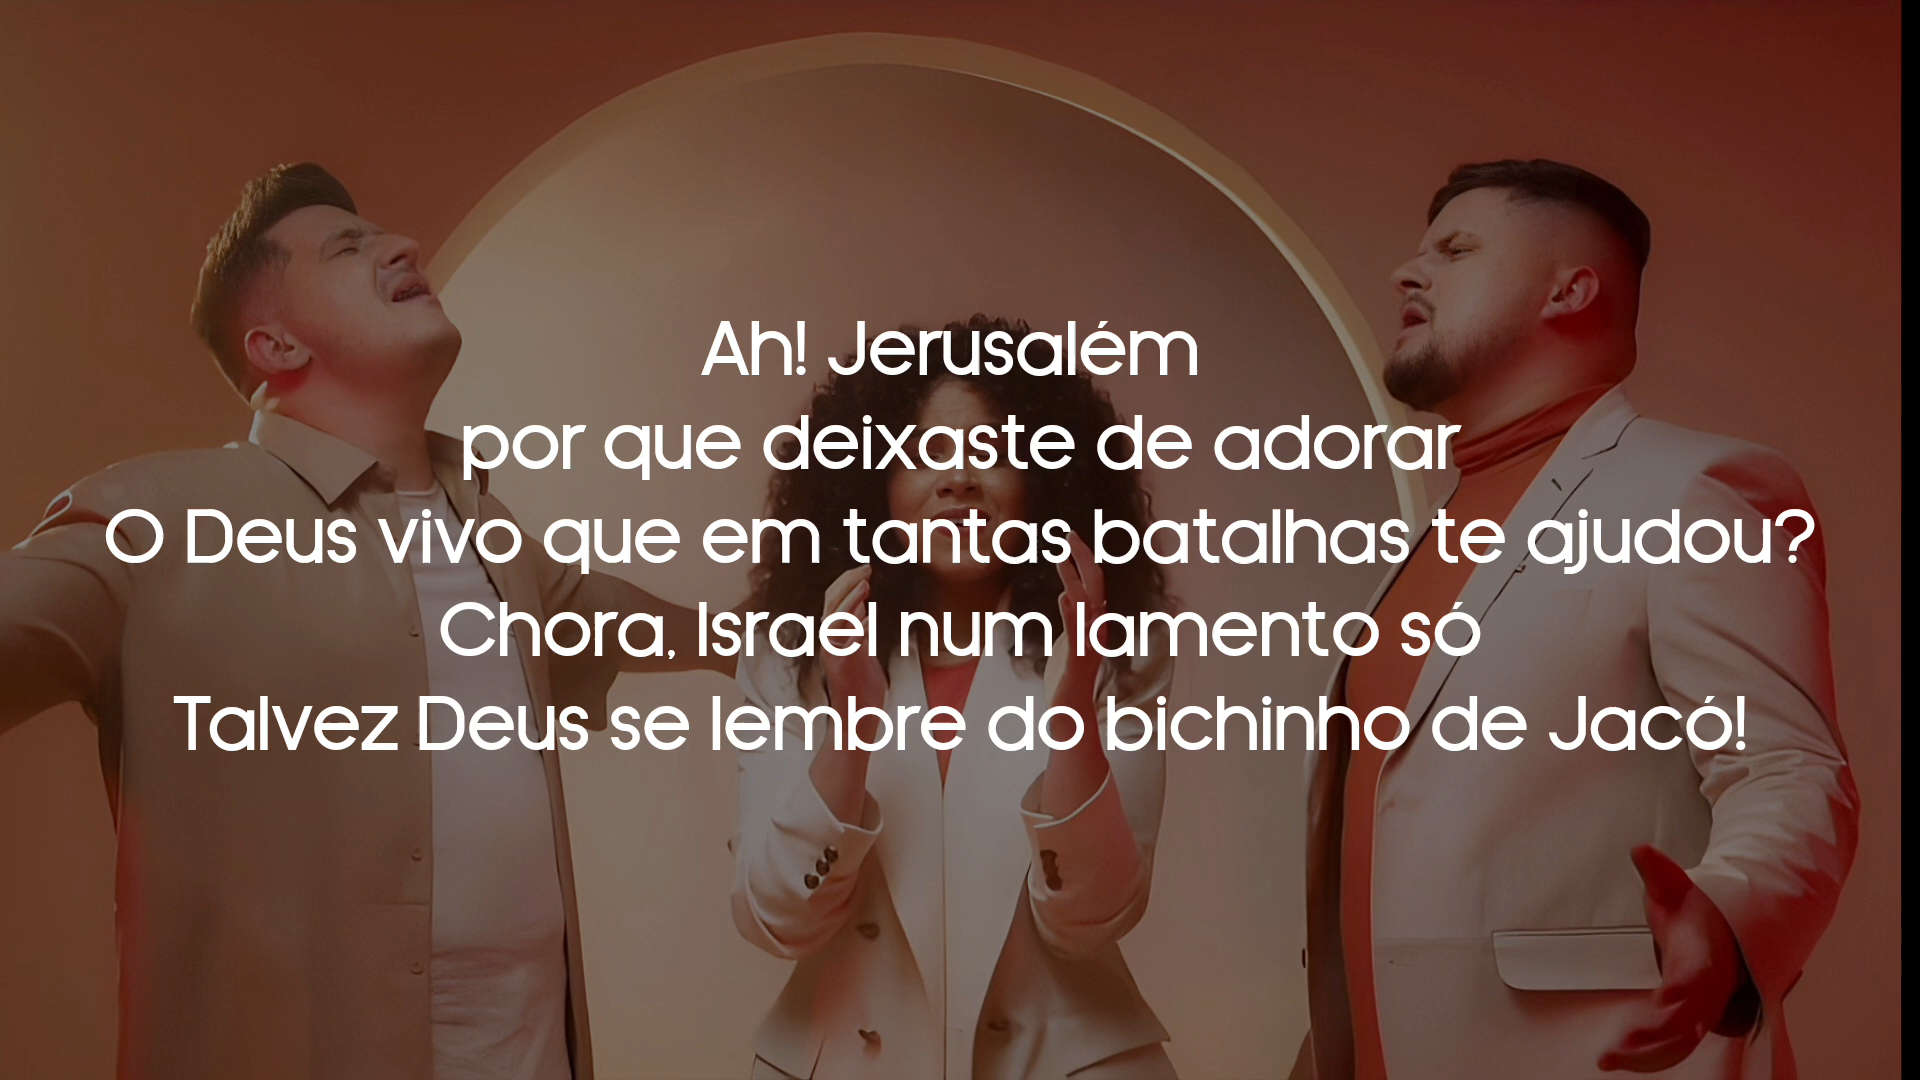 Ah! Jerusalém
por que deixaste de adorar
O Deus vivo que em tantas batalhas te ajudou?
Chora, Israel num lamento só
Talvez Deus se lembre do bichinho de Jacó!